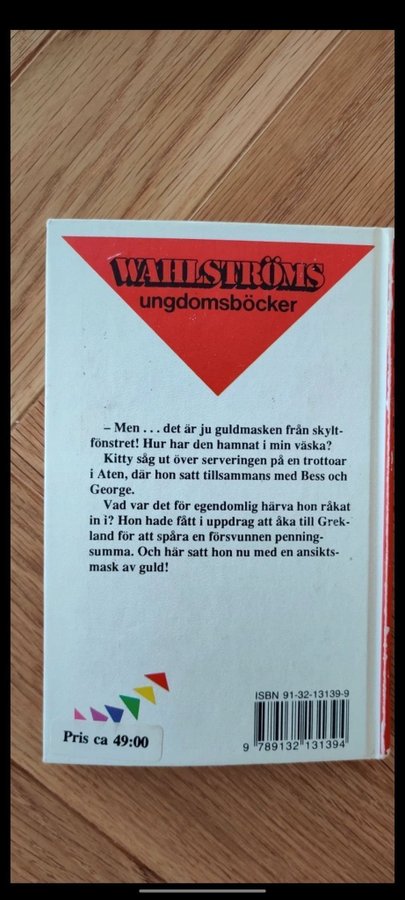 WAHLSTRÖMS
ungdomsböcker
– Men . . . det är ju guldmasken från skylt-
fönstret! Hur har den hamnat i min väska?
Kitty såg ut över serveringen på en trottoar
i Aten, där hon satt tillsammans med Bess och
George.
Vad var det för egendomlig härva hon råkat
in i? Hon hade fått i uppdrag att åka till Grek-
land för att spåra en försvunnen penning-
summa. Och här satt hon nu med en ansikts-
mask av guld!
ISBN 91-32-13139-9
Pris ca 49:00
9 789132 131394